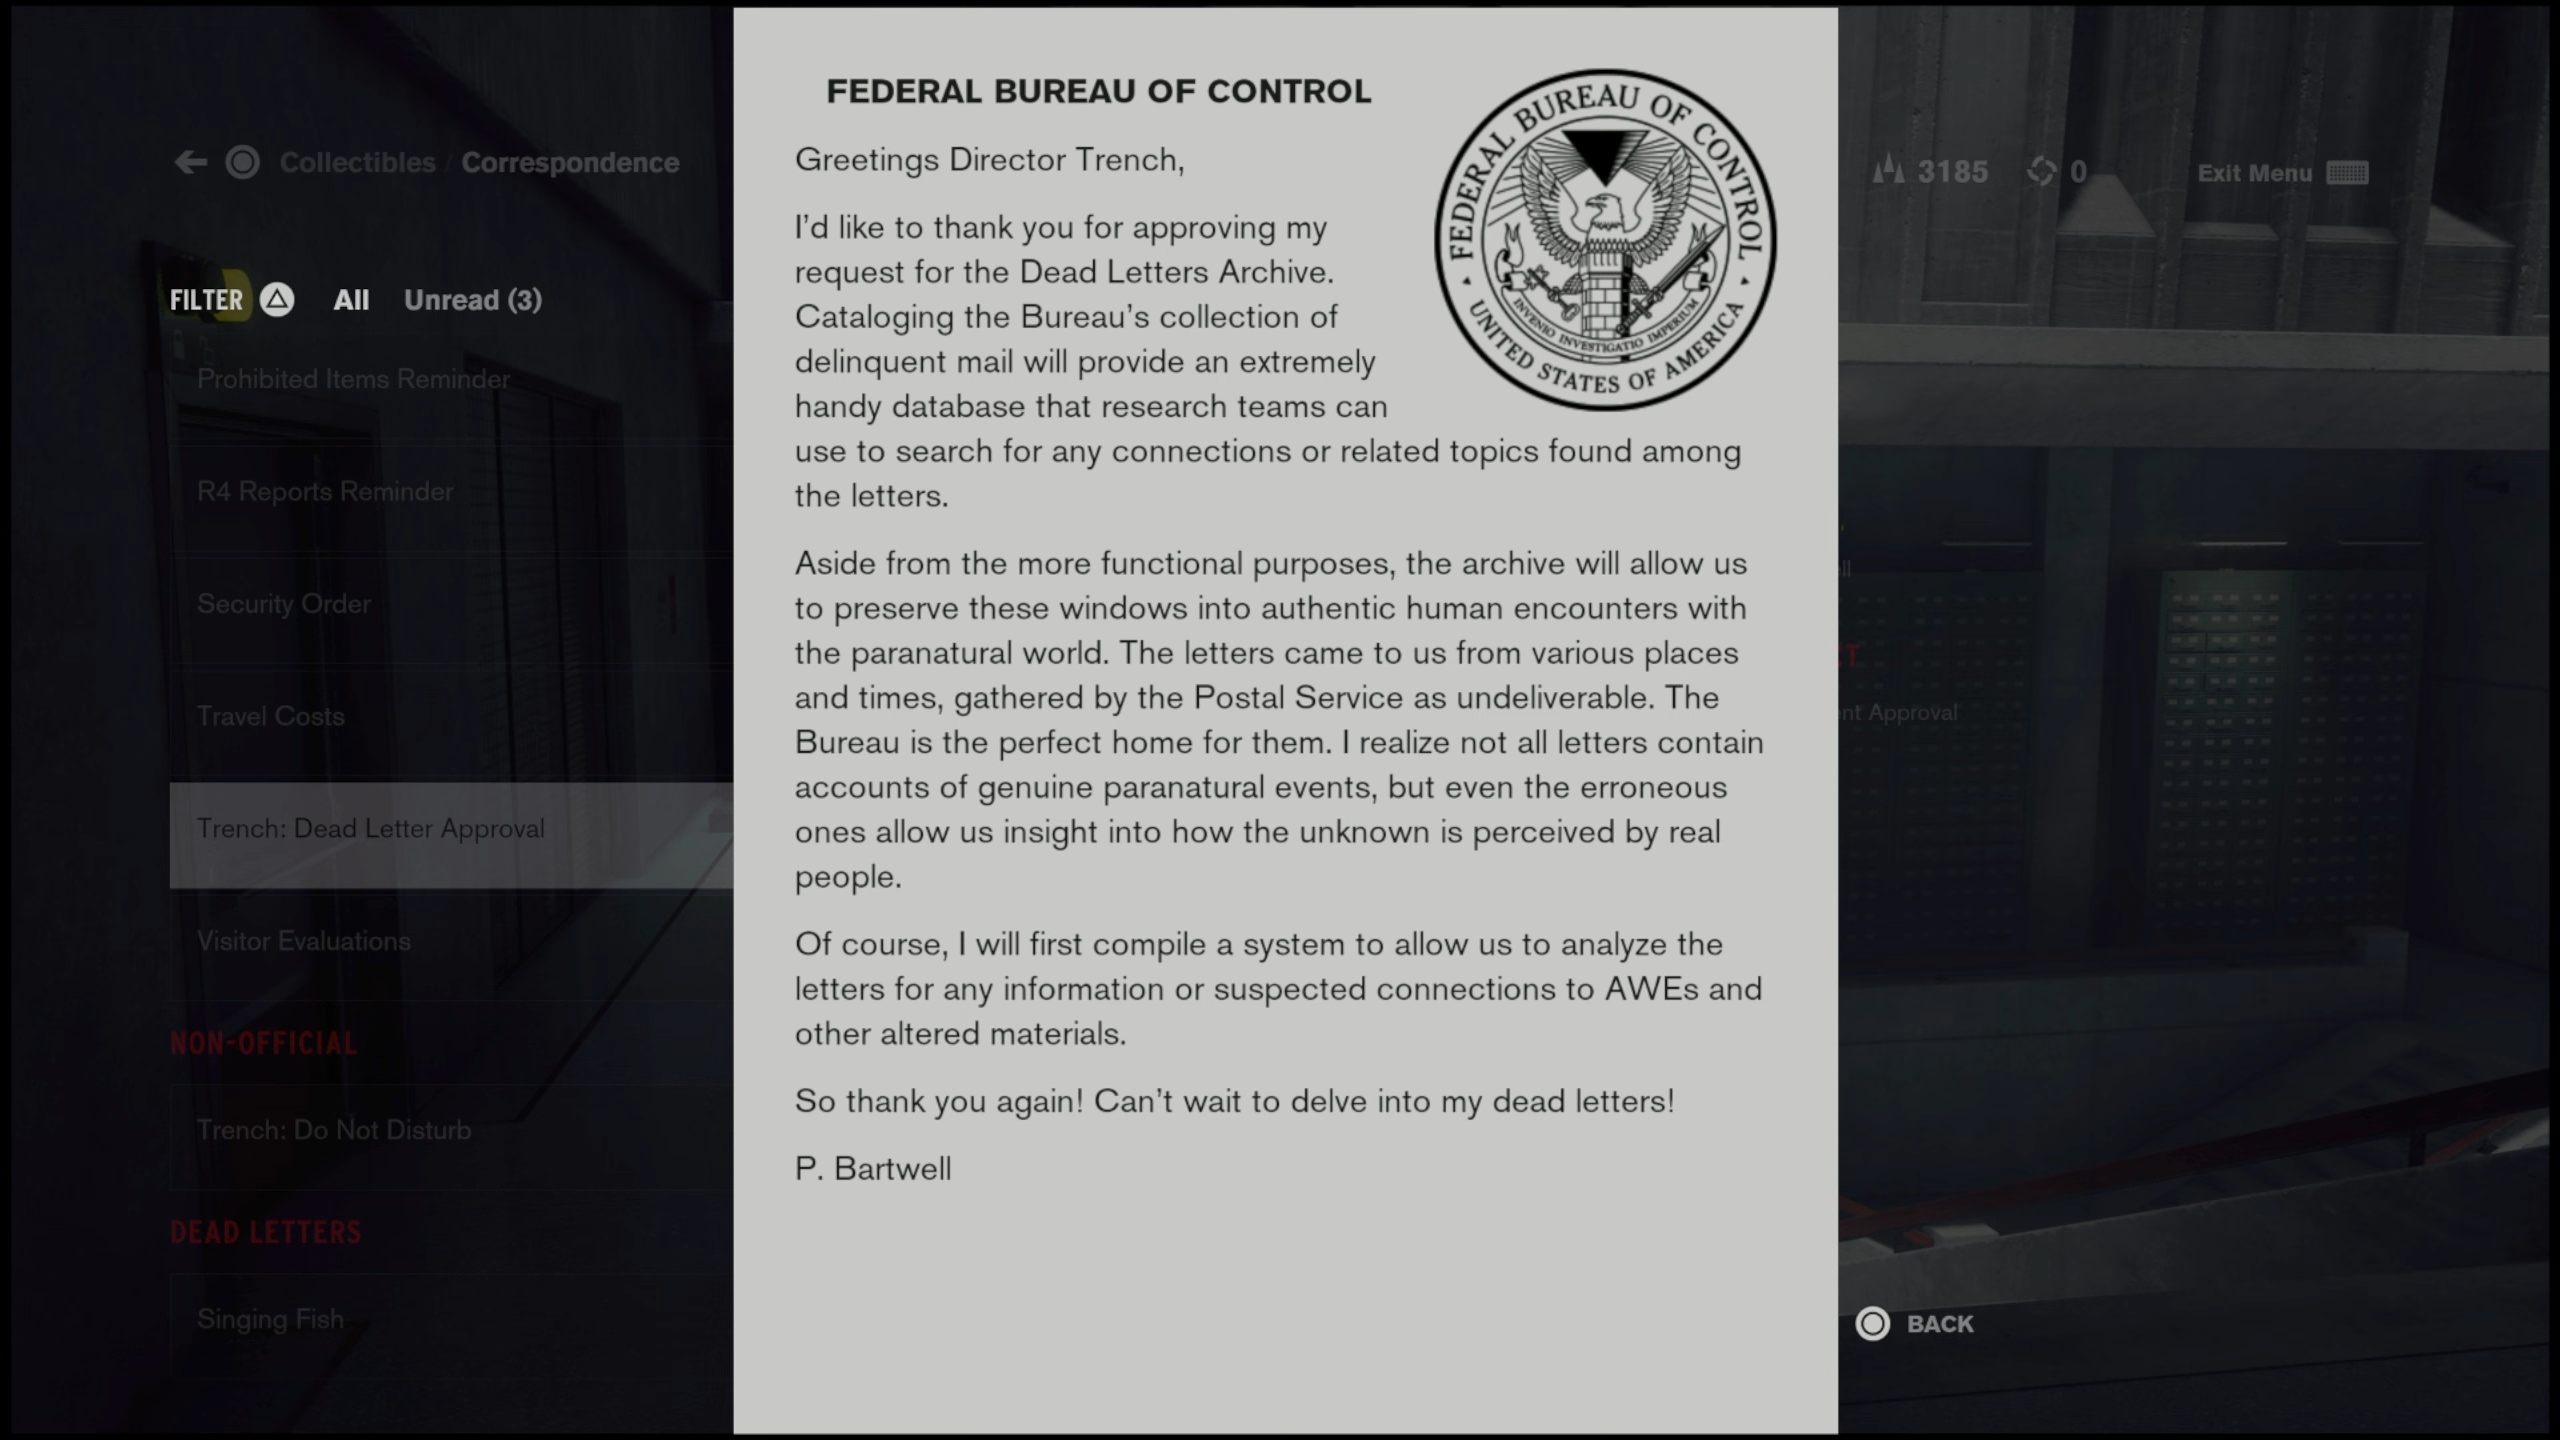 Collectibles / Correspondence
3185
0
Exit Menu
FILTER
All
Unread (3)
Prohibited Items Reminder
R4 Reports Reminder
Security Order
Travel Costs
Trench: Dead Letter Approval
Visitor Evaluations
NON-OFFICIAL
Trench: Do Not Disturb
DEAD LETTERS
Singing Fish
FEDERAL BUREAU OF CONTROL
FEDERAL BUREAU OF CONTROL
UNITED STATES OF AMERICA
INVENIO INVESTIGATIO IMPERIUM
Greetings Director Trench,
I'd like to thank you for approving my
request for the Dead Letters Archive.
Cataloging the Bureau's collection of
delinquent mail will provide an extremely
handy database that research teams can
use to search for any connections or related topics found among
the letters.
Aside from the more functional purposes, the archive will allow us
to preserve these windows into authentic human encounters with
the paranatural world. The letters came to us from various places
and times, gathered by the Postal Service as undeliverable. The
Bureau is the perfect home for them. I realize not all letters contain
accounts of genuine paranatural events, but even the erroneous
ones allow us insight into how the unknown is perceived by real
people.
Of course, I will first compile a system to allow us to analyze the
letters for any information or suspected connections to AWEs and
other altered materials.
So thank you again! Can't wait to delve into my dead letters!
P. Bartwell
Approval
BACK